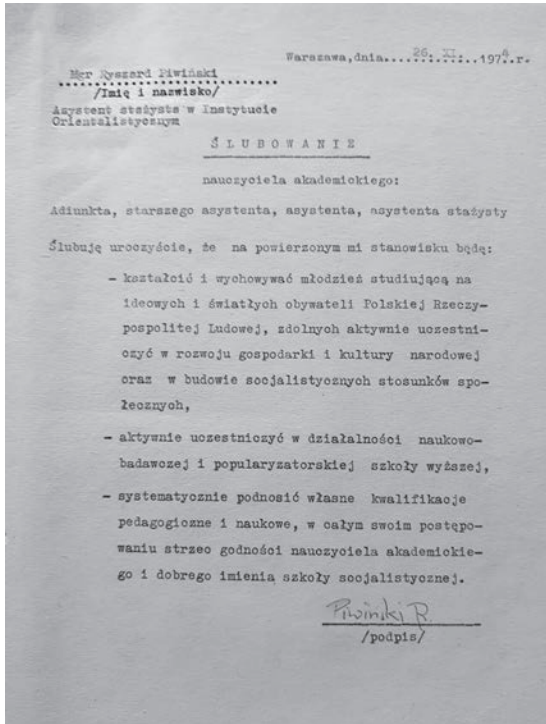 Warszawa,dnia....26..XI...1974.r.
Mgr Ryszard Piwiński
..............................
/Imię i nazwisko/
Asystent stażysta w Instytucie
Orientalistycznym
ŚLUBOWANIE
nauczyciela akademickiego:
Adiunkta, starszego asystenta, asystenta, asystenta stażysty
Ślubuję uroczyście, że na powierzonym mi stanowisku będę:
- kształcić i wychowywać młodzież studiującą na
ideowych i światłych obywateli Polskiej Rzeczy-
pospolitej Ludowej, zdolnych aktywnie uczestni-
czyć w rozwoju gospodarki i kultury narodowej
oraz w budowie socjalistycznych stosunków spo-
łecznych,
- aktywnie uczestniczyć w działalności naukowo-
badawczej i popularyzatorskiej szkoły wyższej,
- systematycznie podnosić własne kwalifikacje
pedagogiczne i naukowe, w całym swoim postępo-
waniu strzec godności nauczyciela akademickie-
go i dobrego imienia szkoły socjalistycznej.
Piwiński R.
/podpis/